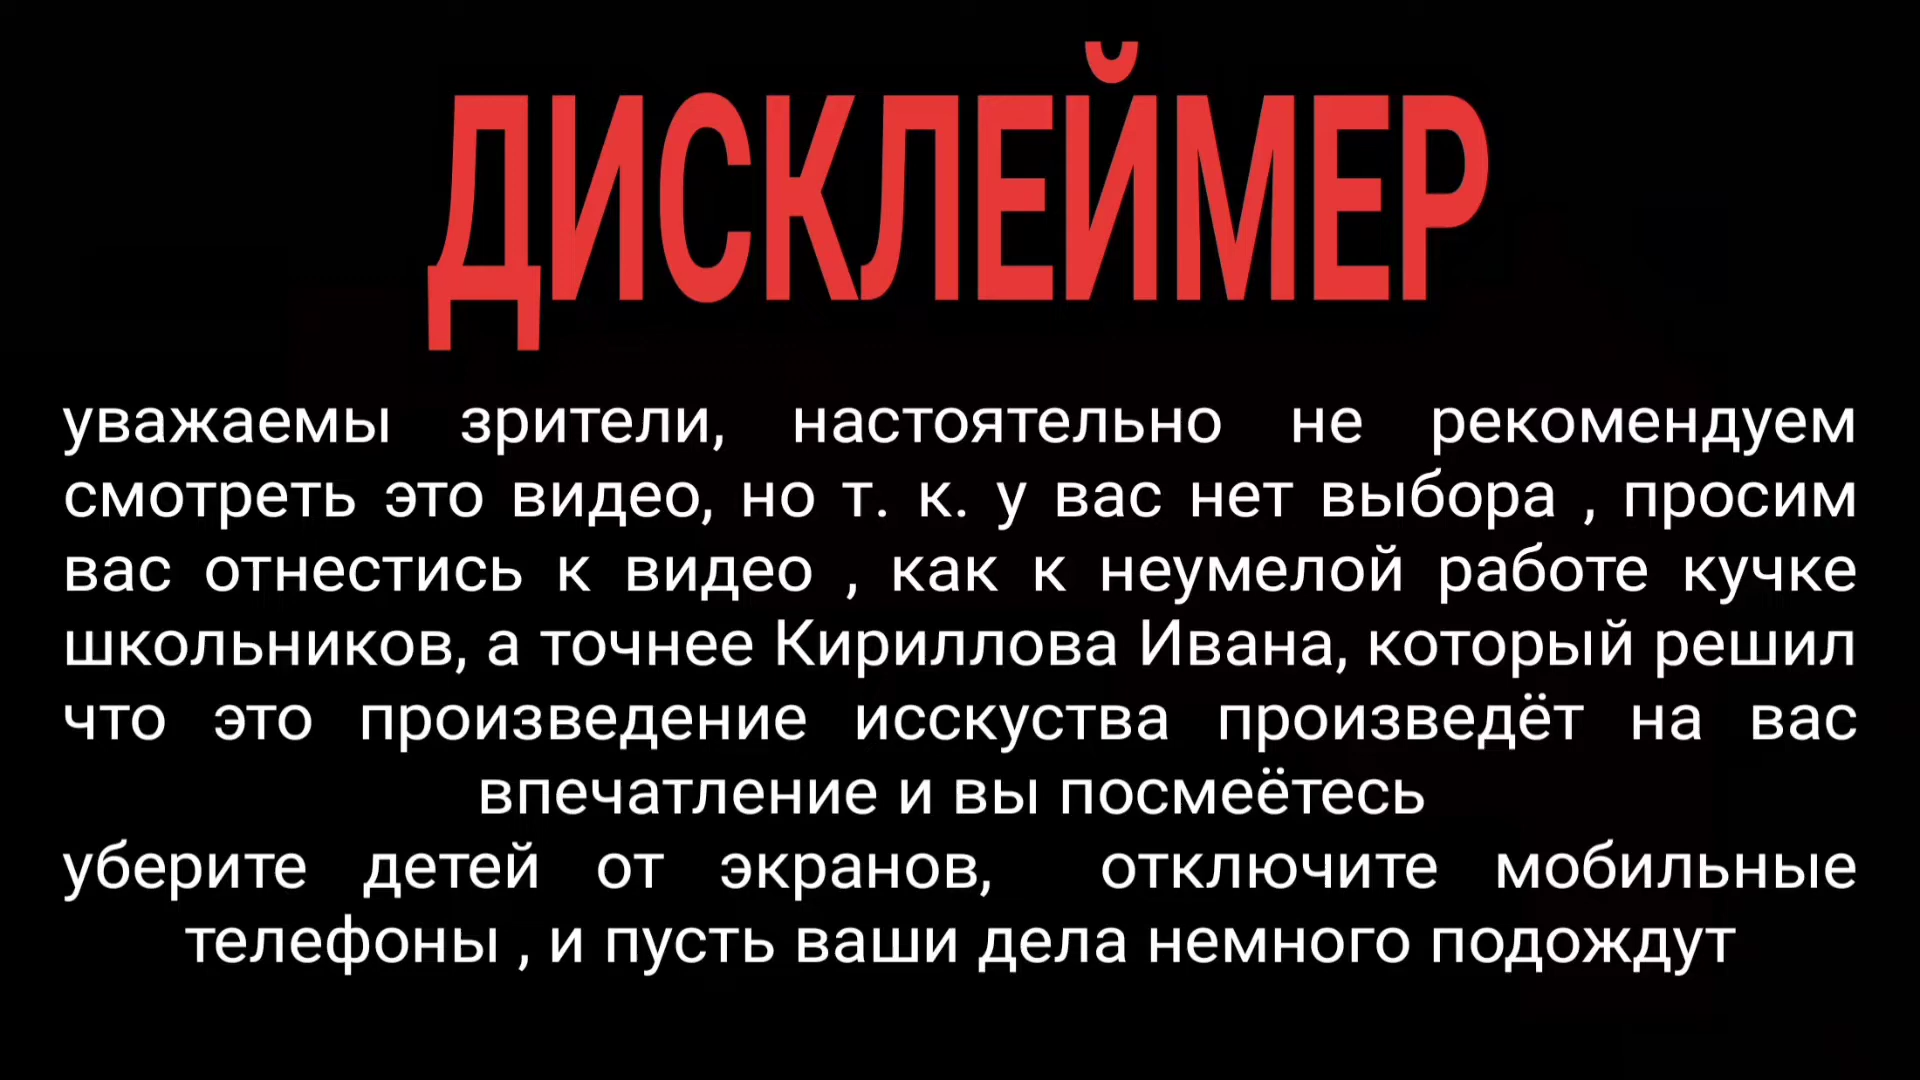 ДИСКЛЕЙМЕР
уважаемы зрители, настоятельно не рекомендуем
смотреть это видео, но т. к. у вас нет выбора , просим
вас отнестись к видео , как к неумелой работе кучке
школьников, а точнее Кириллова Ивана, который решил
что это произведение исскуства произведёт на вас
впечатление и вы посмеётесь
уберите детей от экранов, отключите мобильные
телефоны , и пусть ваши дела немного подождут